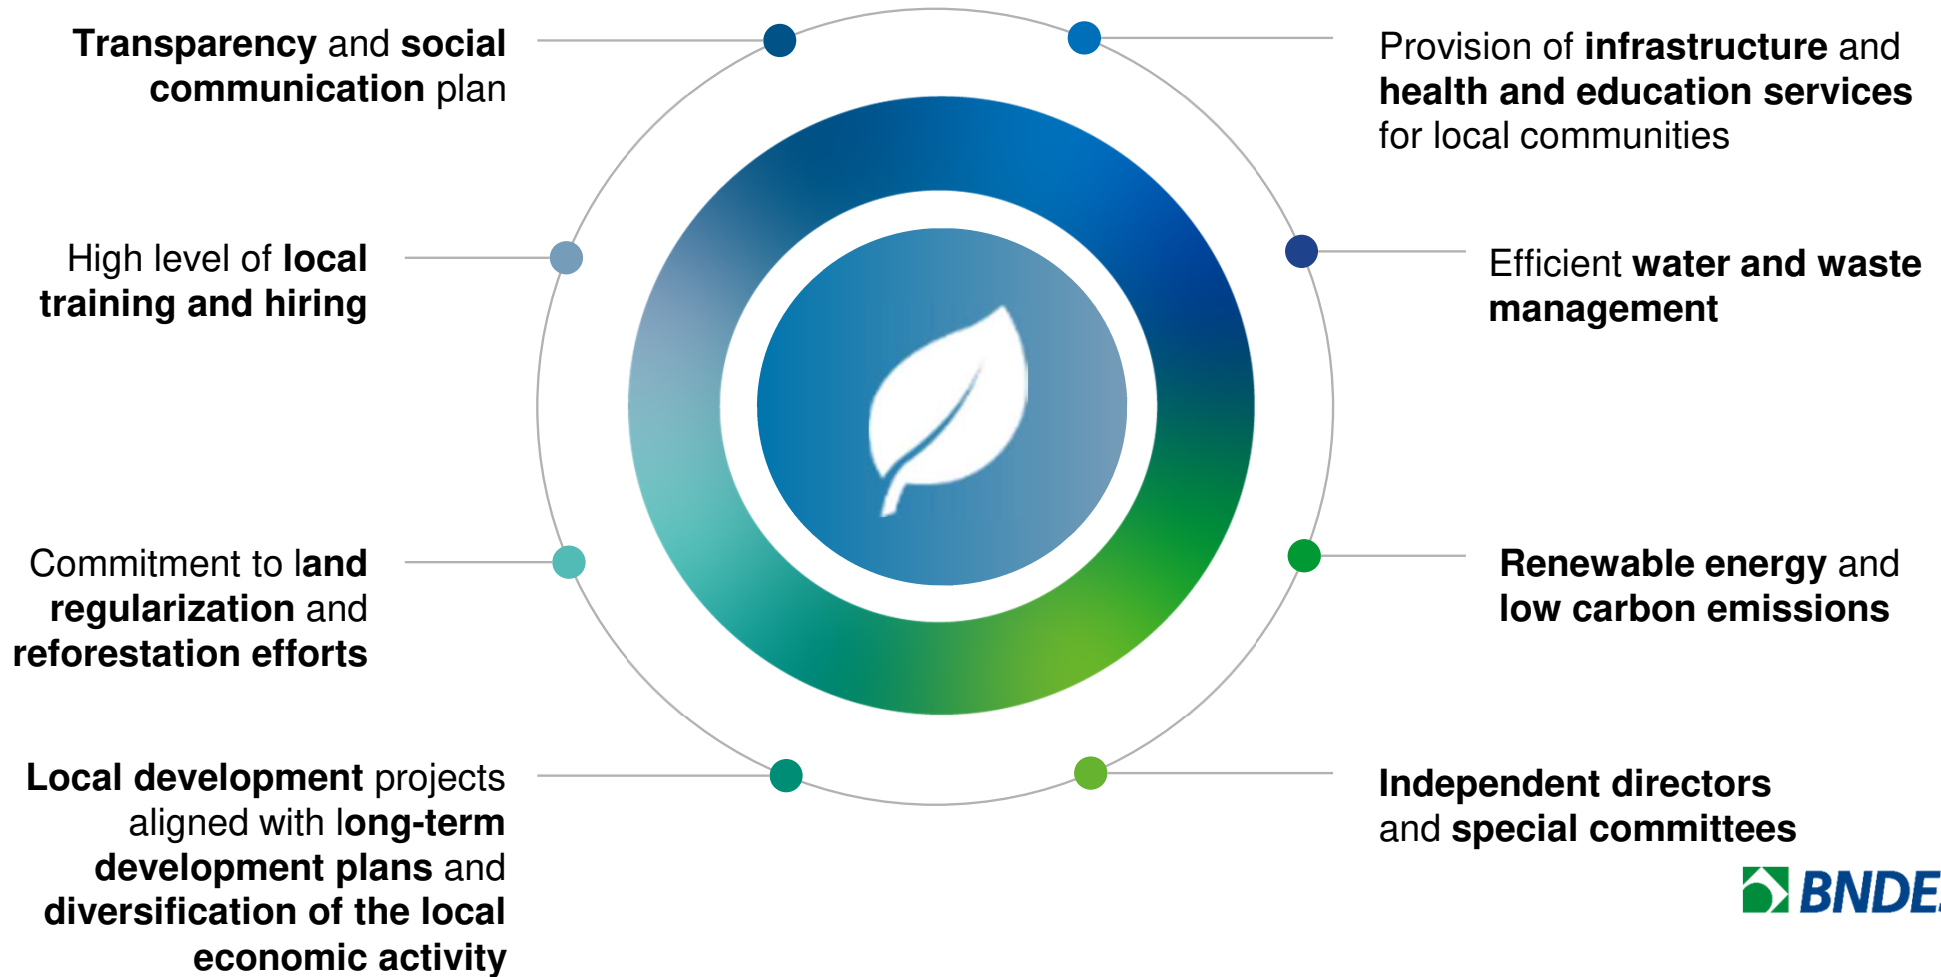 Transparency and social
communication plan
High level of local
training and hiring
Commitment to land
regularization and
reforestation efforts
Local development projects
aligned with long-term
development plans and
diversification of the local
economic activity
Provision of infrastructure and
health and education services
for local communities
Efficient water and waste
management
Renewable energy and
low carbon emissions
Independent directors
and special committees
BNDE